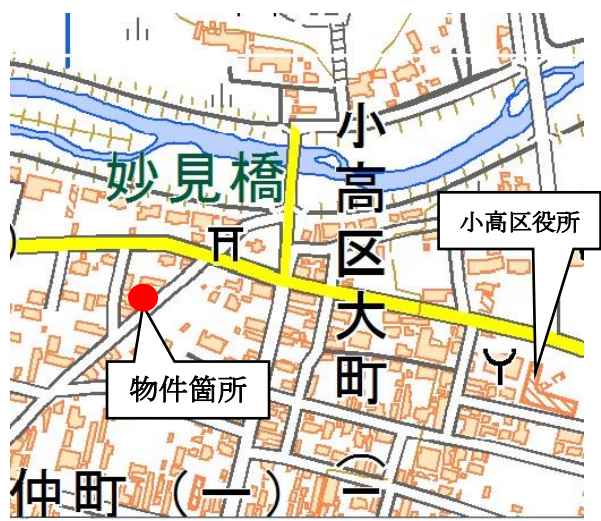 妙見橋
小高区大町(一
小高区役所
物件箇所
仲町(一)